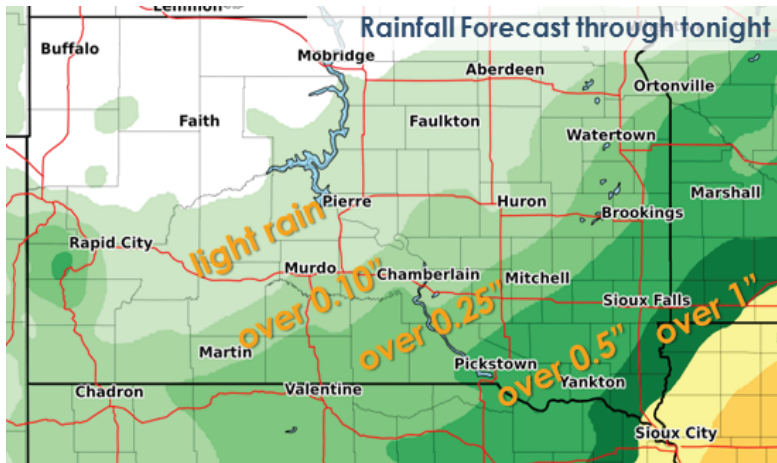 Lemmon
Rainfall Forecast through tonight
Buffalo
Mobridge
Aberdeen
Ortonville
Faith
Faulkton
Watertown
Marshall
Pierre
Huron
Brookings
light rain
Rapid City
Murdo
Chamberlain
Mitchell
over 0.10"
over 0.25"
Sioux Falls
over 1"
Martin
Pickstown
over 0.5"
Yankton
Chadron
Valentine
Sioux City